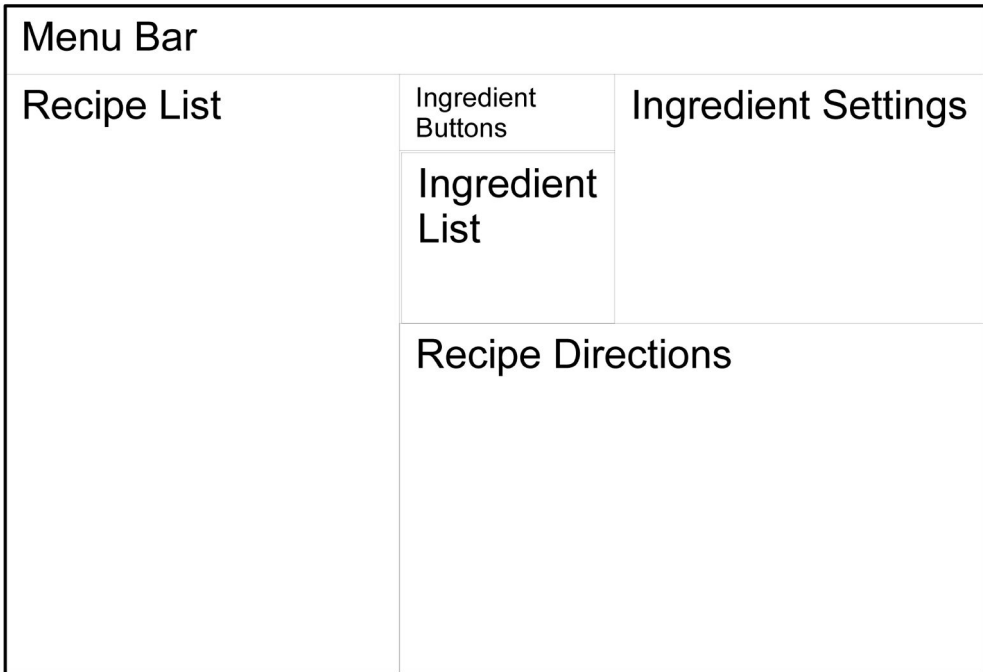 Menu Bar
Recipe List
Ingredient
Buttons
Ingredient Settings
Ingredient
List
Recipe Directions